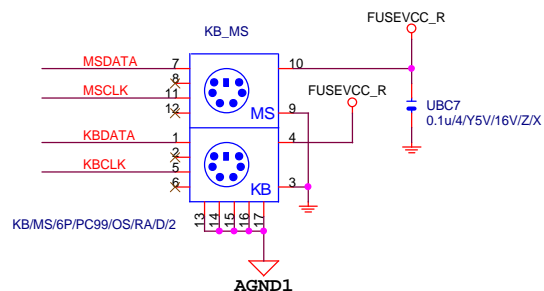 FUSEVCC_R
KB_MS
MSDATA
7
10
8
FUSEVCC_R
MSCLK
11
UBC7
0.1u/4/Y5V/16V/Z/X
12
MS
9
KBDATA
1
4
2
KBCLK
5
6
KB
3
KB/MS/6P/PC99/OS/RA/D/2
13
14
15
16
17
AGND1